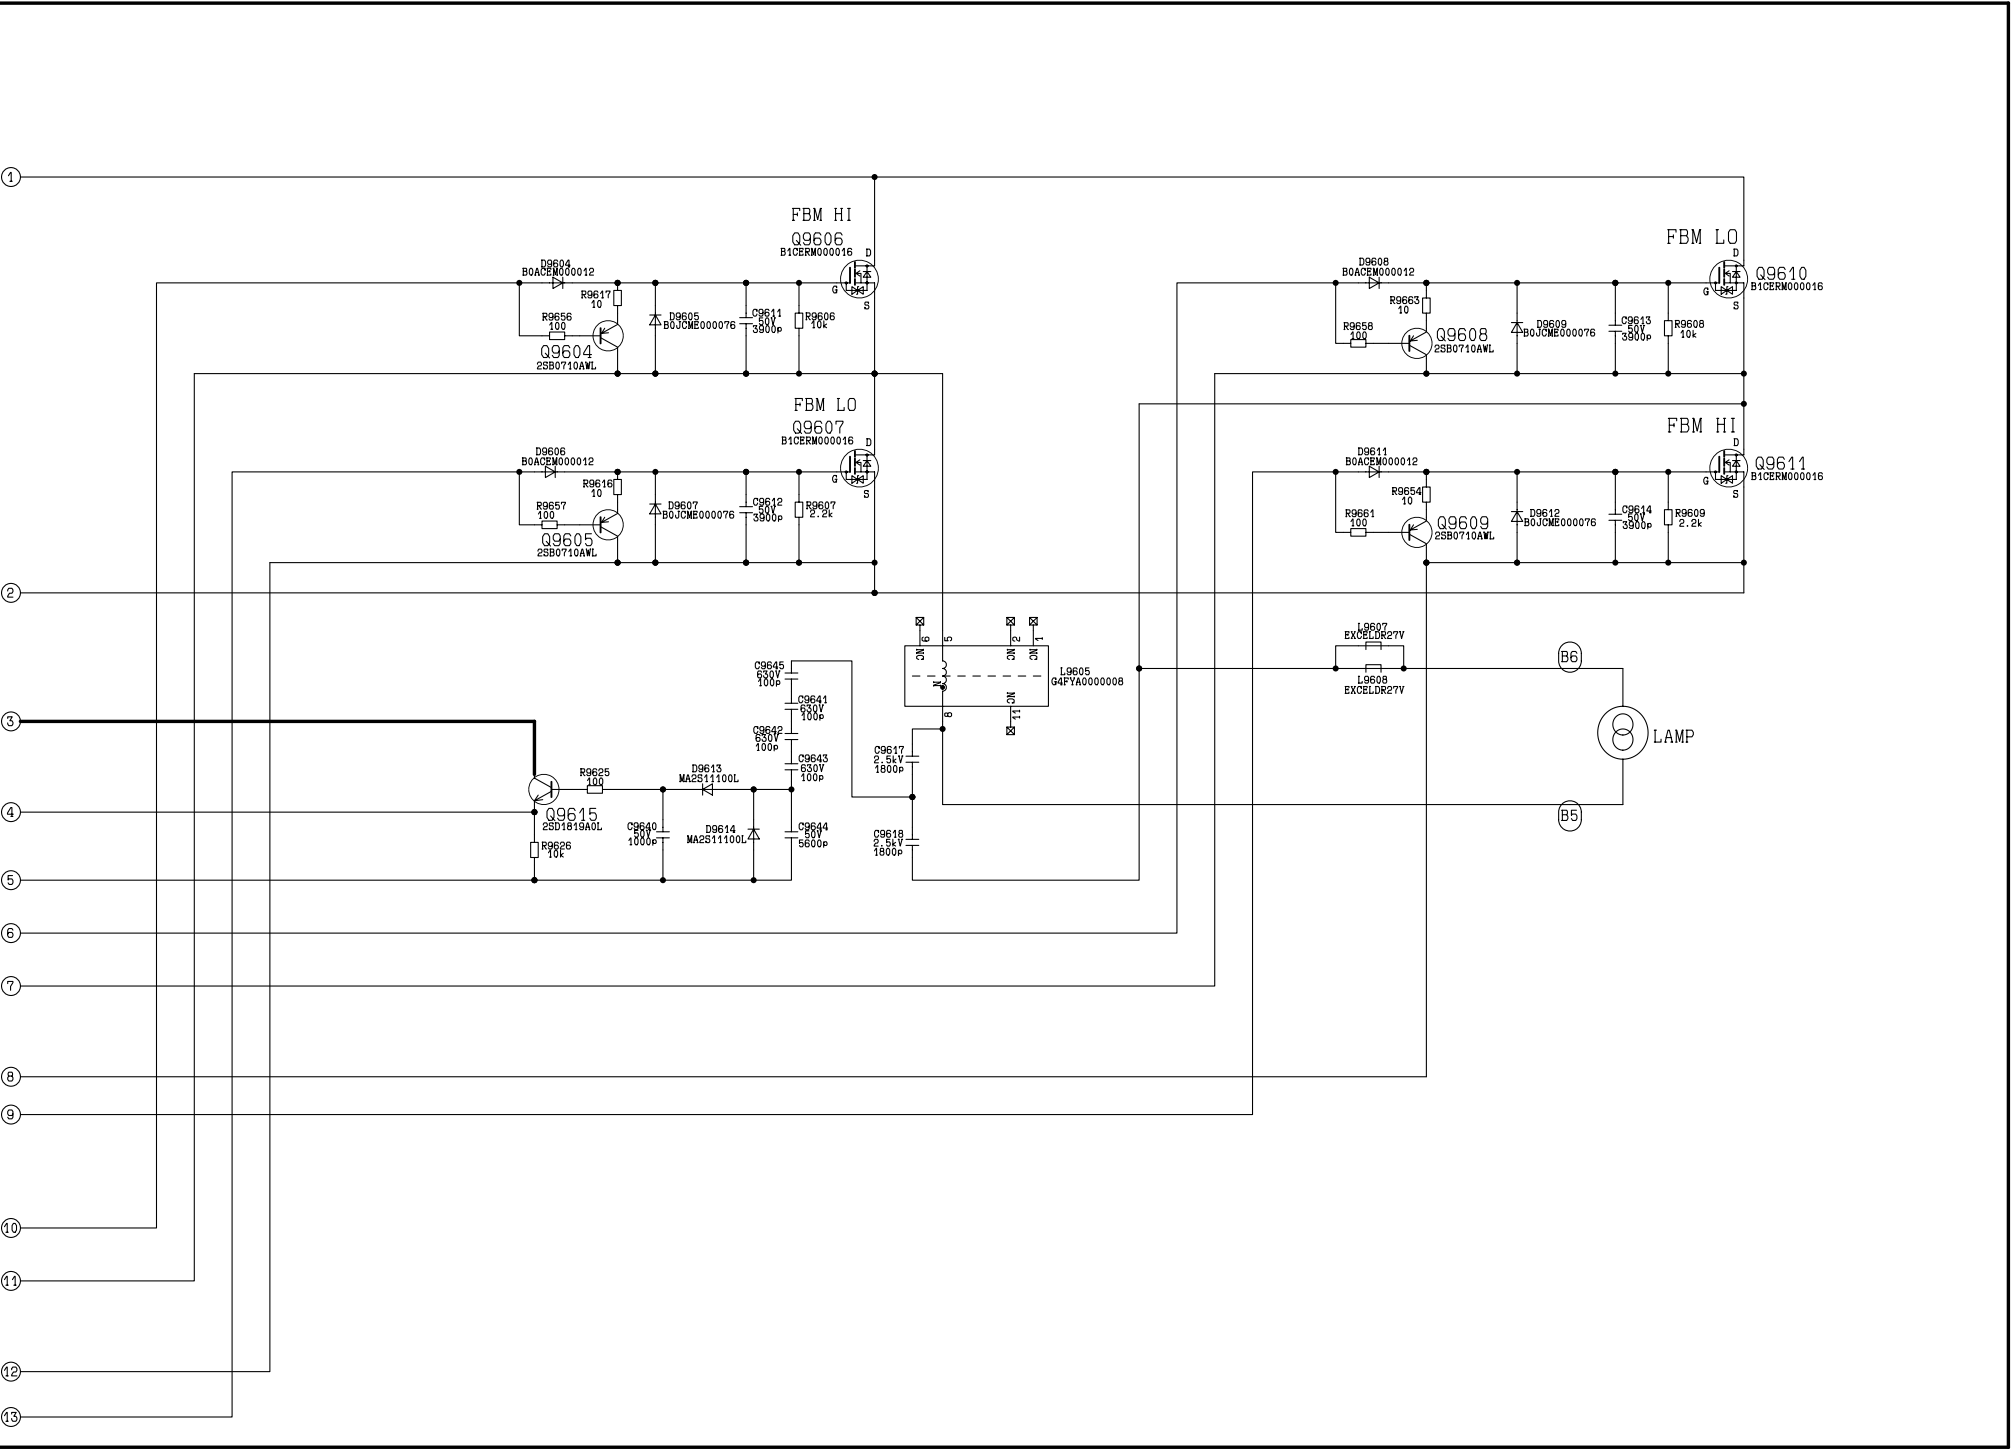 1
FBM HI
Q9606
B1CERM000016
D
G
S
D9604
B0ACEM000012
R9617
10
R9656
100
Q9604
2SB0710AWL
D9605
B0JCME000076
C9611
50V
3900p
R9606
10k
FBM LO
Q9610
B1CERM000016
D
G
S
D9608
B0ACEM000012
R9663
10
R9658
100
Q9608
2SB0710AWL
D9609
B0JCME000076
C9613
50V
3900p
R9608
10k
FBM LO
Q9607
B1CERM000016
D
G
S
D9606
B0ACEM000012
R9616
10
R9657
100
Q9605
2SB0710AWL
D9607
B0JCME000076
C9612
50V
3900p
R9607
2.2k
FBM HI
Q9611
B1CERM000016
D
G
S
D9611
B0ACEM000012
R9654
10
R9661
100
Q9609
2SB0710AWL
D9612
B0JCME000076
C9614
50V
3900p
R9609
2.2k
2
6
5
2
1
NC
NC
NC
N
NC
8
11
L9605
G4FYA0000008
L9607
EXCELDR27V
L9608
EXCELDR27V
B6
LAMP
B5
C9645
630V
100p
C9641
630V
100p
C9642
630V
100p
C9643
630V
100p
C9617
2.5kV
1800p
C9618
2.5kV
1800p
3
R9625
100
D9613
MA2S11100L
4
Q9615
2SD1819A0L
C9640
50V
1000p
D9614
MA2S11100L
C9644
50V
5600p
R9626
10k
5
6
7
8
9
10
11
12
13